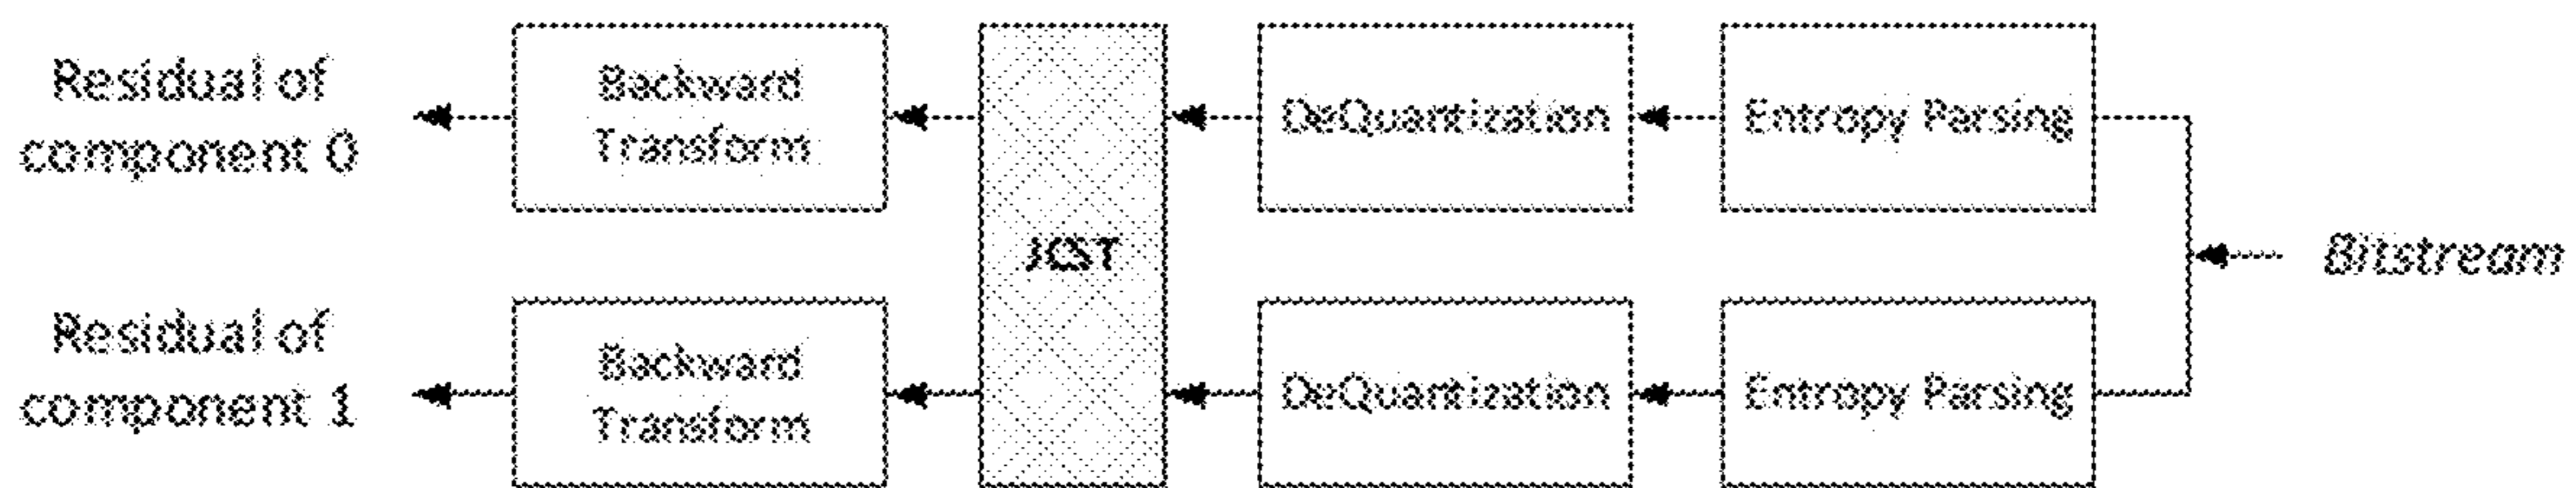 Residual of
component 0
Backward
Transform
DeQuantization
Entropy Parsing
JCST
Bitstream
Residual of
component 1
Backward
Transform
DeQuantization
Entropy Parsing